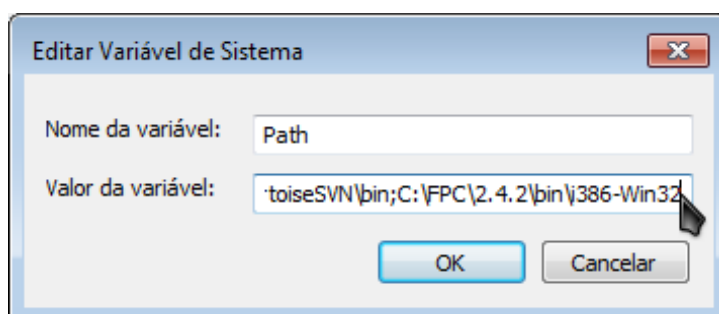 Editar Variável de Sistema
Nome da variável: Path
Valor da variável: toiseSVN\bin;C:\FPC\2.4.2\bin\i386-Win32
OK Cancelar